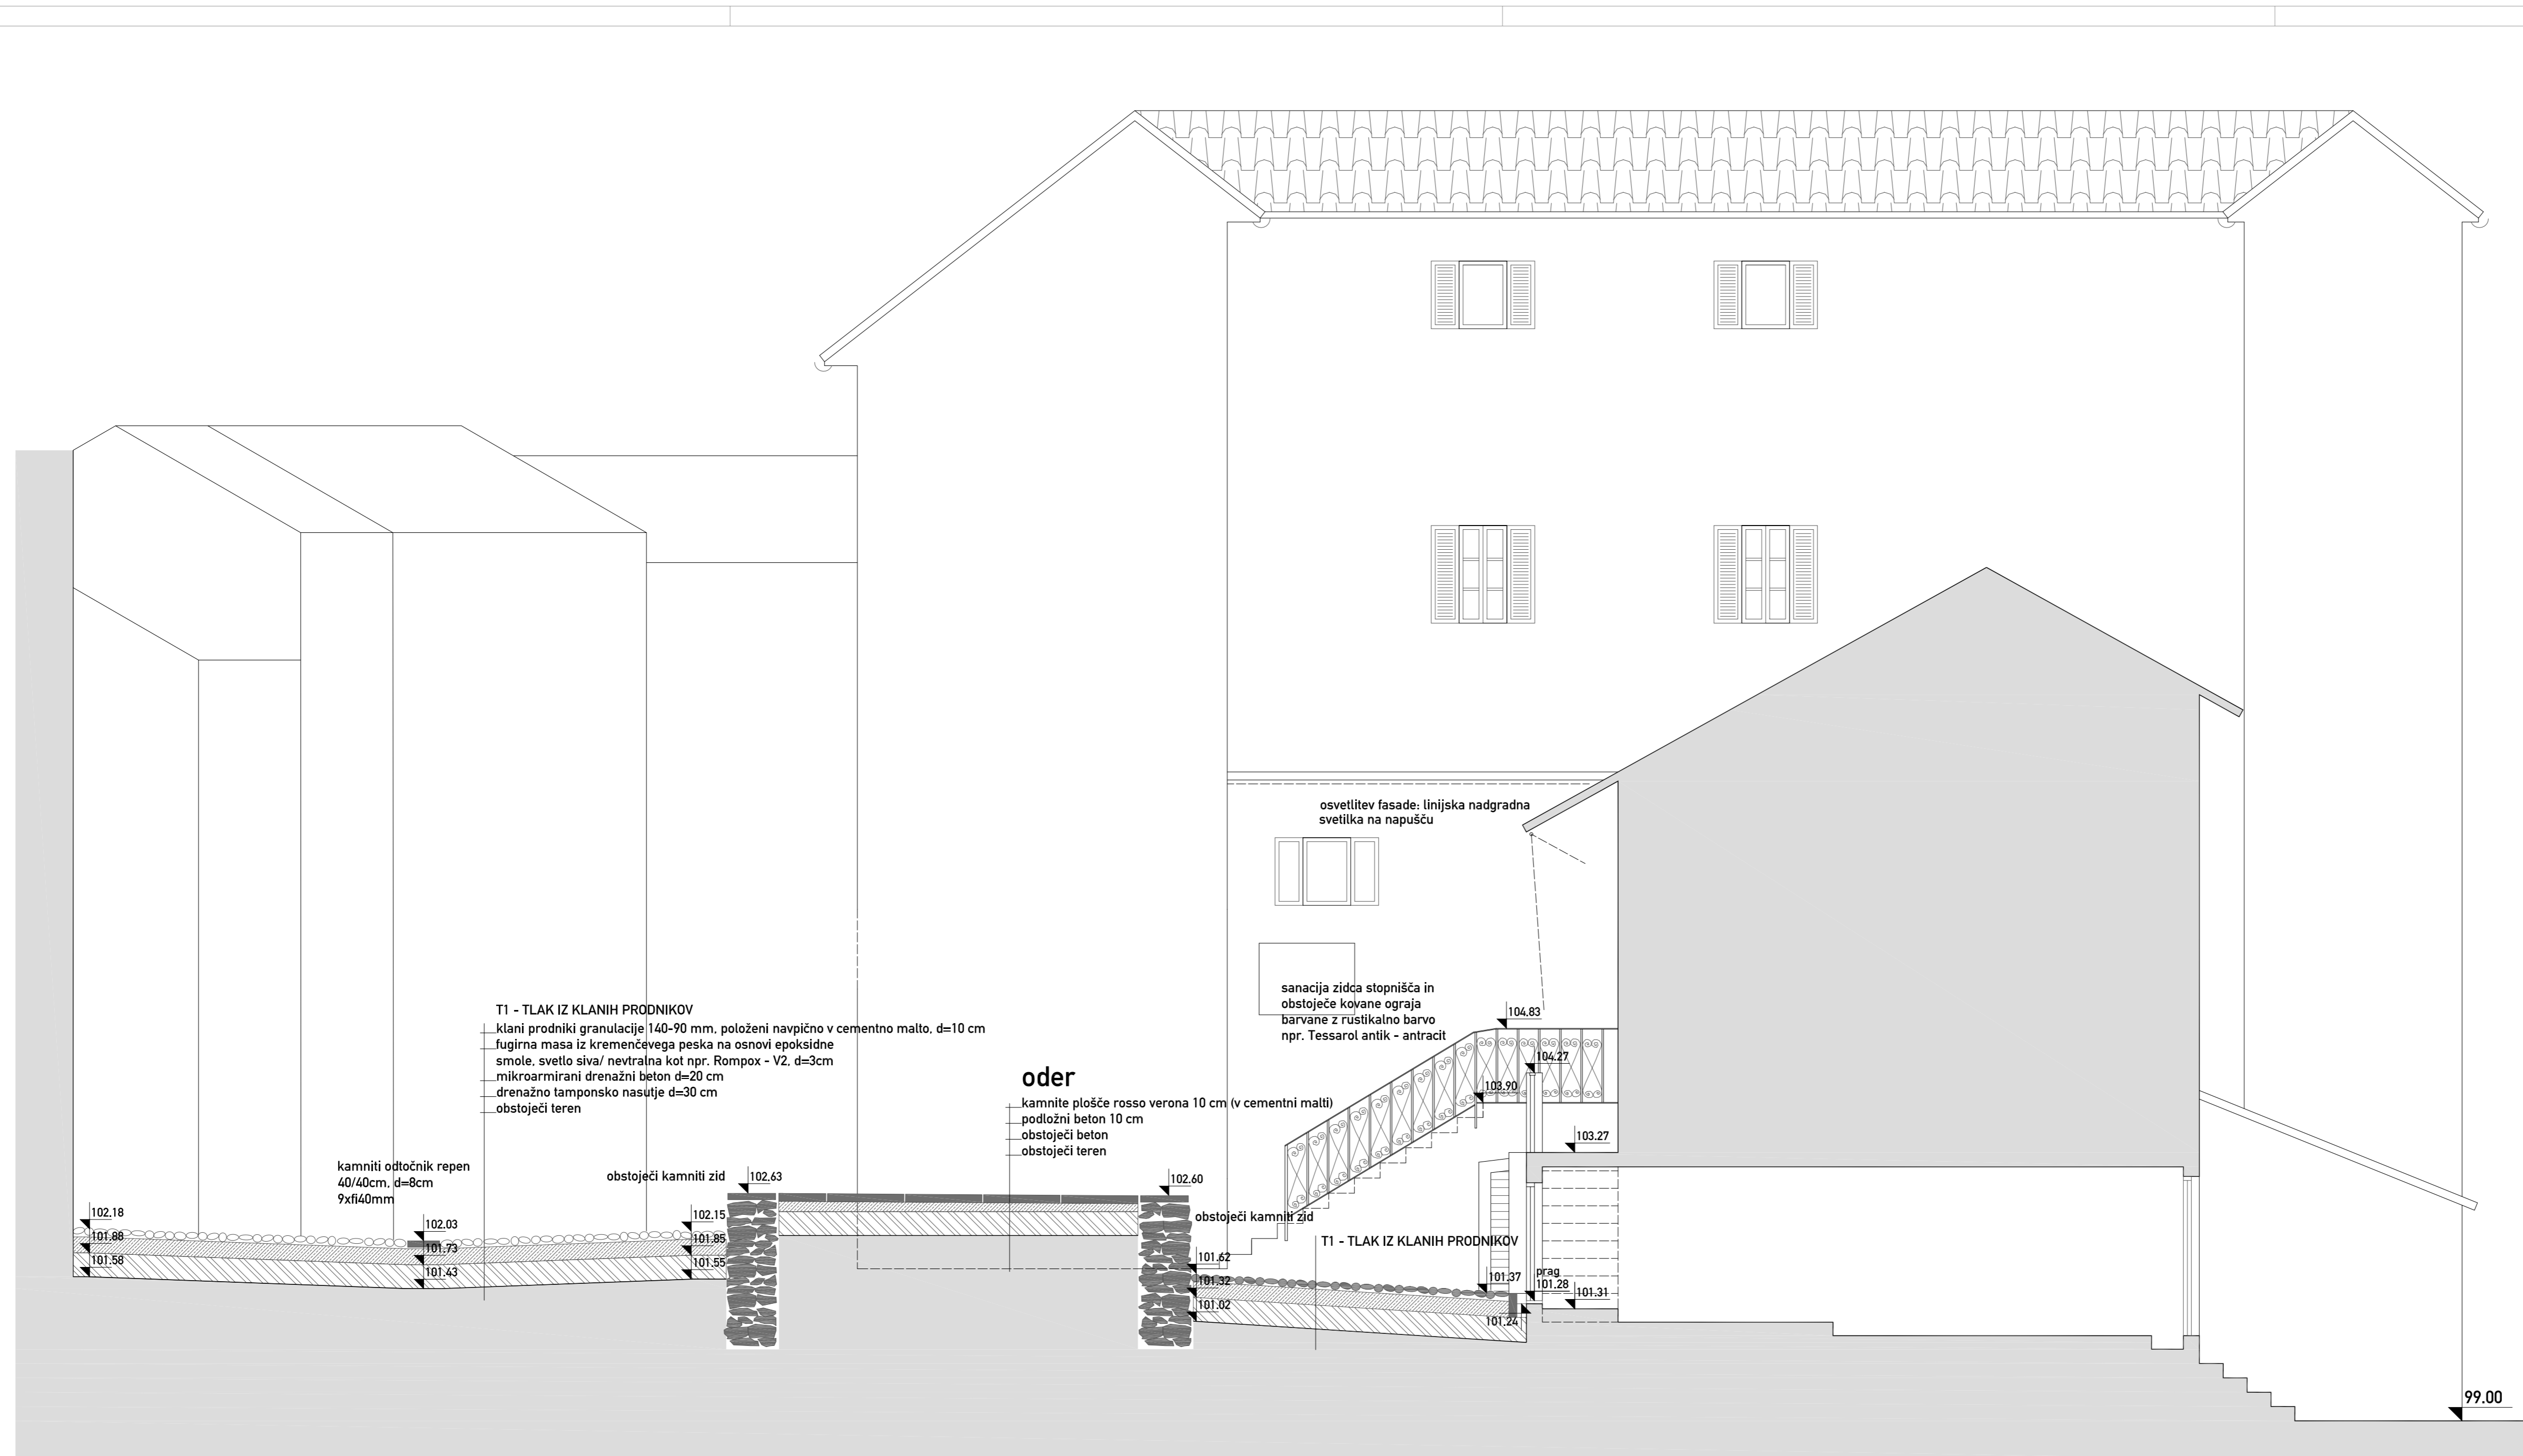 osvetlitev fasade: linijska nadgradna
svetilka na napušču
sanacija zidca stopnišča in
obstoječe kovane ograja
barvane z rustikalno barvo
npr. Tessarol antik - antracit
104.83
104.27
103.90
103.27
T1 - TLAK IZ KLANIH PRODNIKOV
klani prodniki granulacije 140-90 mm, položeni navpično v cementno malto, d=10 cm
fugirna masa iz kremenčevega peska na osnovi epoksidne
smole, svetlo siva/ nevtralna kot npr. Rompox - V2, d=3cm
mikroarmirani drenažni beton d=20 cm
drenažno tamponsko nasutje d=30 cm
obstoječi teren
oder
kamnite plošče rosso verona 10 cm (v cementni malti)
podložni beton 10 cm
obstoječi beton
obstoječi teren
kamniti odtočnik repen
40/40cm, d=8cm
9xfi40mm
obstoječi kamniti zid
102.63
102.60
102.18
101.88
101.58
102.03
101.73
101.43
102.15
101.85
101.55
obstoječi kamniti zid
T1 - TLAK IZ KLANIH PRODNIKOV
101.62
101.32
101.02
101.37
prag
101.28
101.31
101.24
99.00